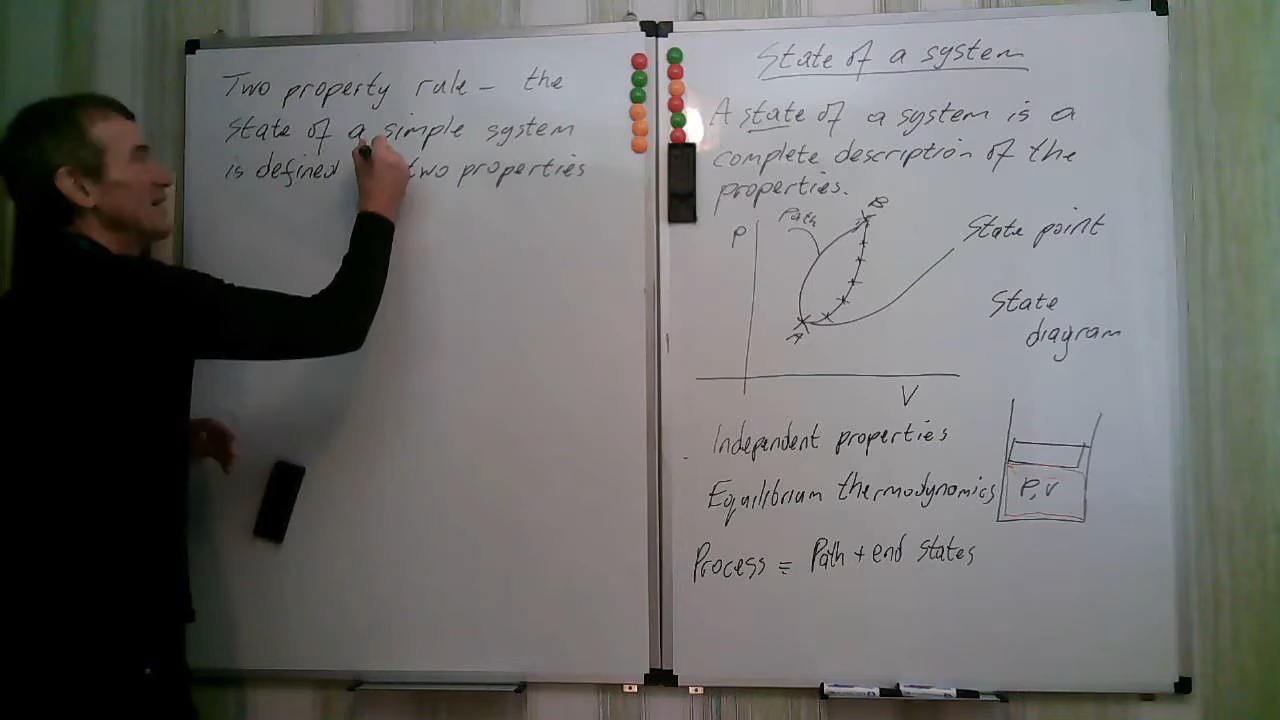 Two property rule - the
state of a simple system
is defined two properties
State of a system
A state of a system is a
complete description of the
properties.
Path
B
P
State point
A
State
diagram
V
Independent properties
Equilibrium thermodynamics
P, V
Process = Path + end states